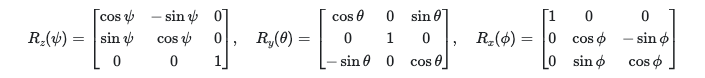 $$R_z(\psi) = \begin{bmatrix} \cos\psi & -\sin\psi & 0 \\ \sin\psi & \cos\psi & 0 \\ 0 & 0 & 1 \end{bmatrix}, \quad R_y(\theta) = \begin{bmatrix} \cos\theta & 0 & \sin\theta \\ 0 & 1 & 0 \\ -\sin\theta & 0 & \cos\theta \end{bmatrix}, \quad R_x(\phi) = \begin{bmatrix} 1 & 0 & 0 \\ 0 & \cos\phi & -\sin\phi \\ 0 & \sin\phi & \cos\phi \end{bmatrix}$$